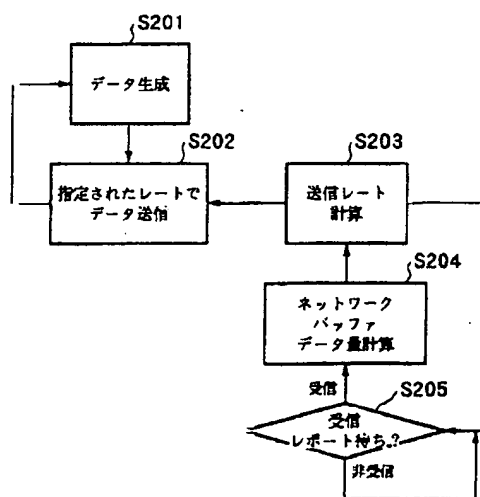 S201
データ生成
S202
指定されたレートで
データ送信
S203
送信レート
計算
S204
ネットワーク
バッファ
データ量計算
受信
S205
受信
レポート待ち?
非受信